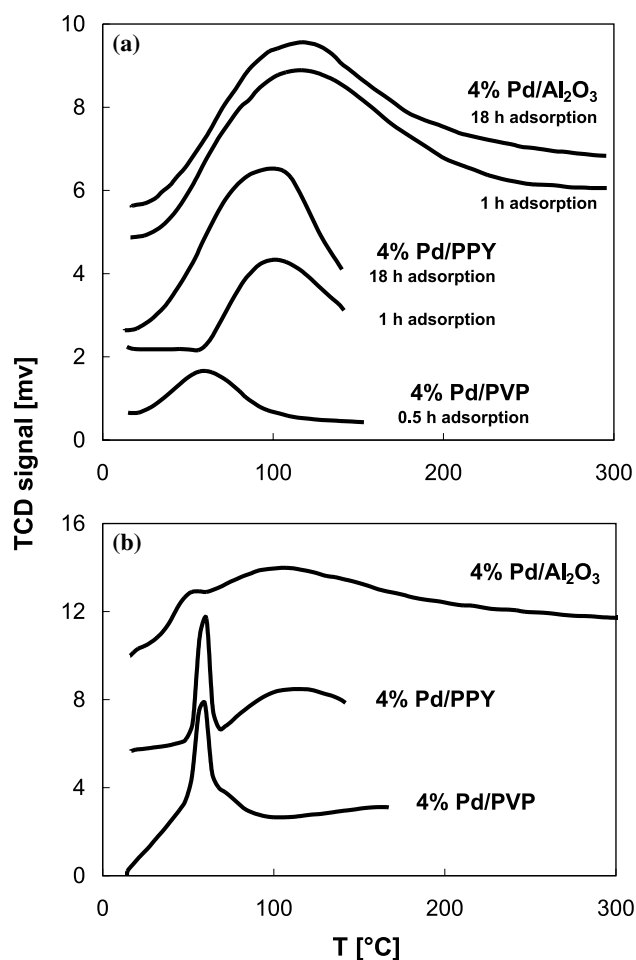 10
(a)
4% Pd/Al₂O₃
18 h adsorption
8
6
1 h adsorption
4% Pd/PPY
18 h adsorption
4
1 h adsorption
2
4% Pd/PVP
0.5 h adsorption
0
0 100 200 300
TCD signal [mv]
16
(b)
4% Pd/Al₂O₃
12
8
4% Pd/PPY
4
4% Pd/PVP
0
0 100 200 300
T [°C]